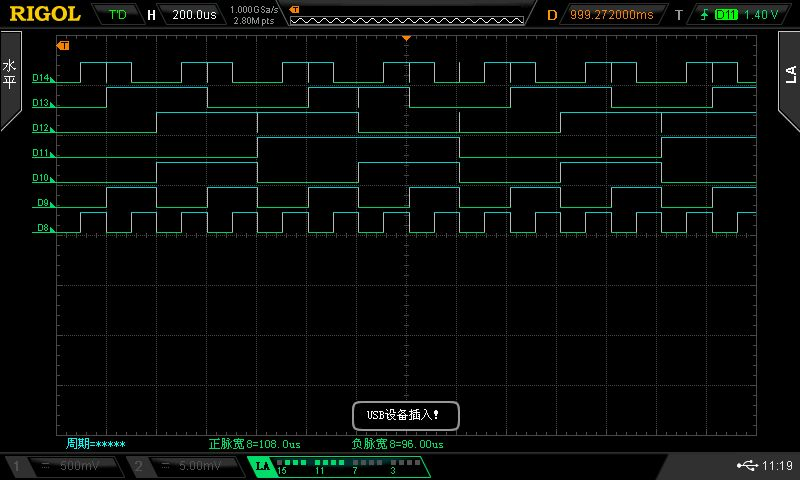 RIGOL T'D H 200.0us 1.000GSa/s 2.80M pts T D 999.272000ms T D11 1.40 V
T
水平
LA
D14
D13
D12
D11
D10
D9
D8
USB设备插入!
周期=***** 正脉宽8=108.0us 负脉宽8=96.00us
1 = 500mV 2 = 5.00mV LA 15 11 7 3 11:19